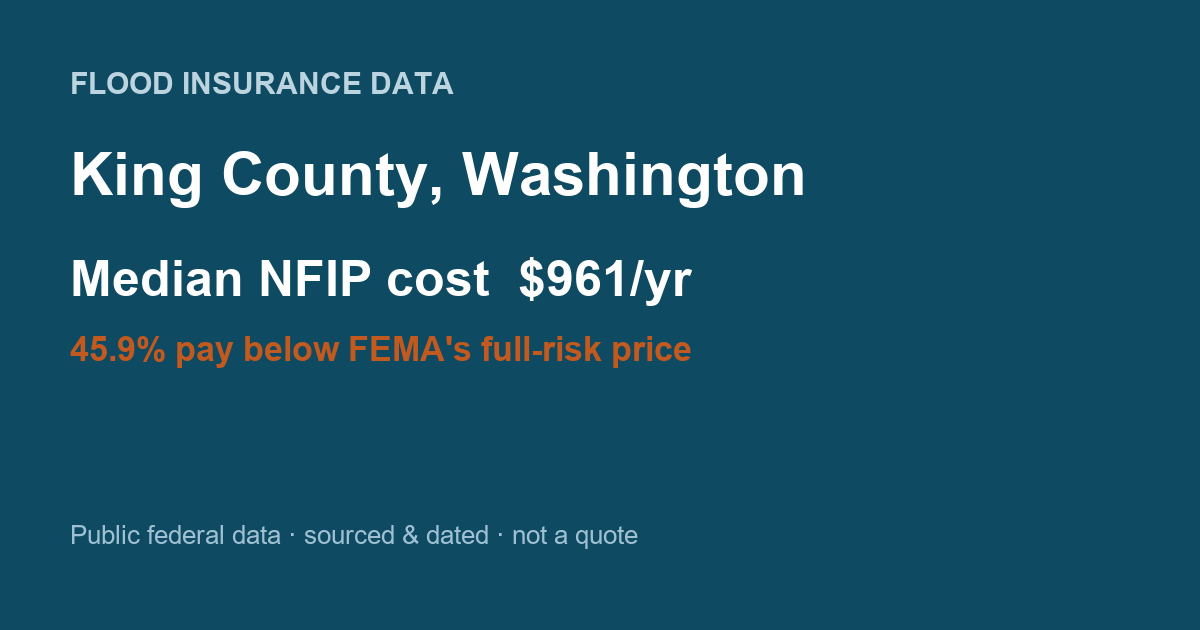 FLOOD INSURANCE DATA
King County, Washington
Median NFIP cost  $961/yr
45.9% pay below FEMA's full-risk price
Public federal data · sourced & dated · not a quote